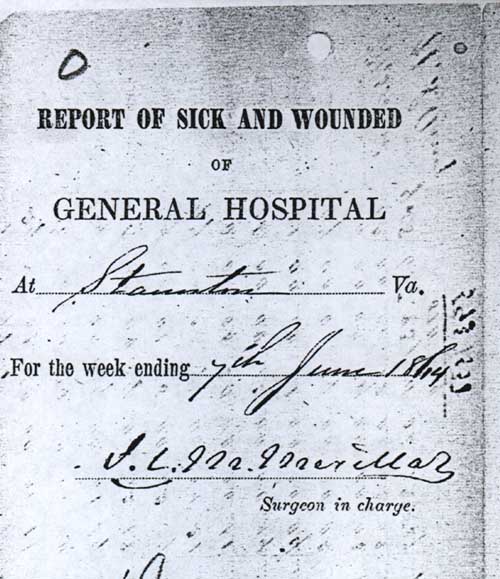 0
REPORT OF SICK AND WOUNDED
OF
GENERAL HOSPITAL
At Staunton Va.
For the week ending 7th June 1864
J. C. M. Merillat
Surgeon in charge.